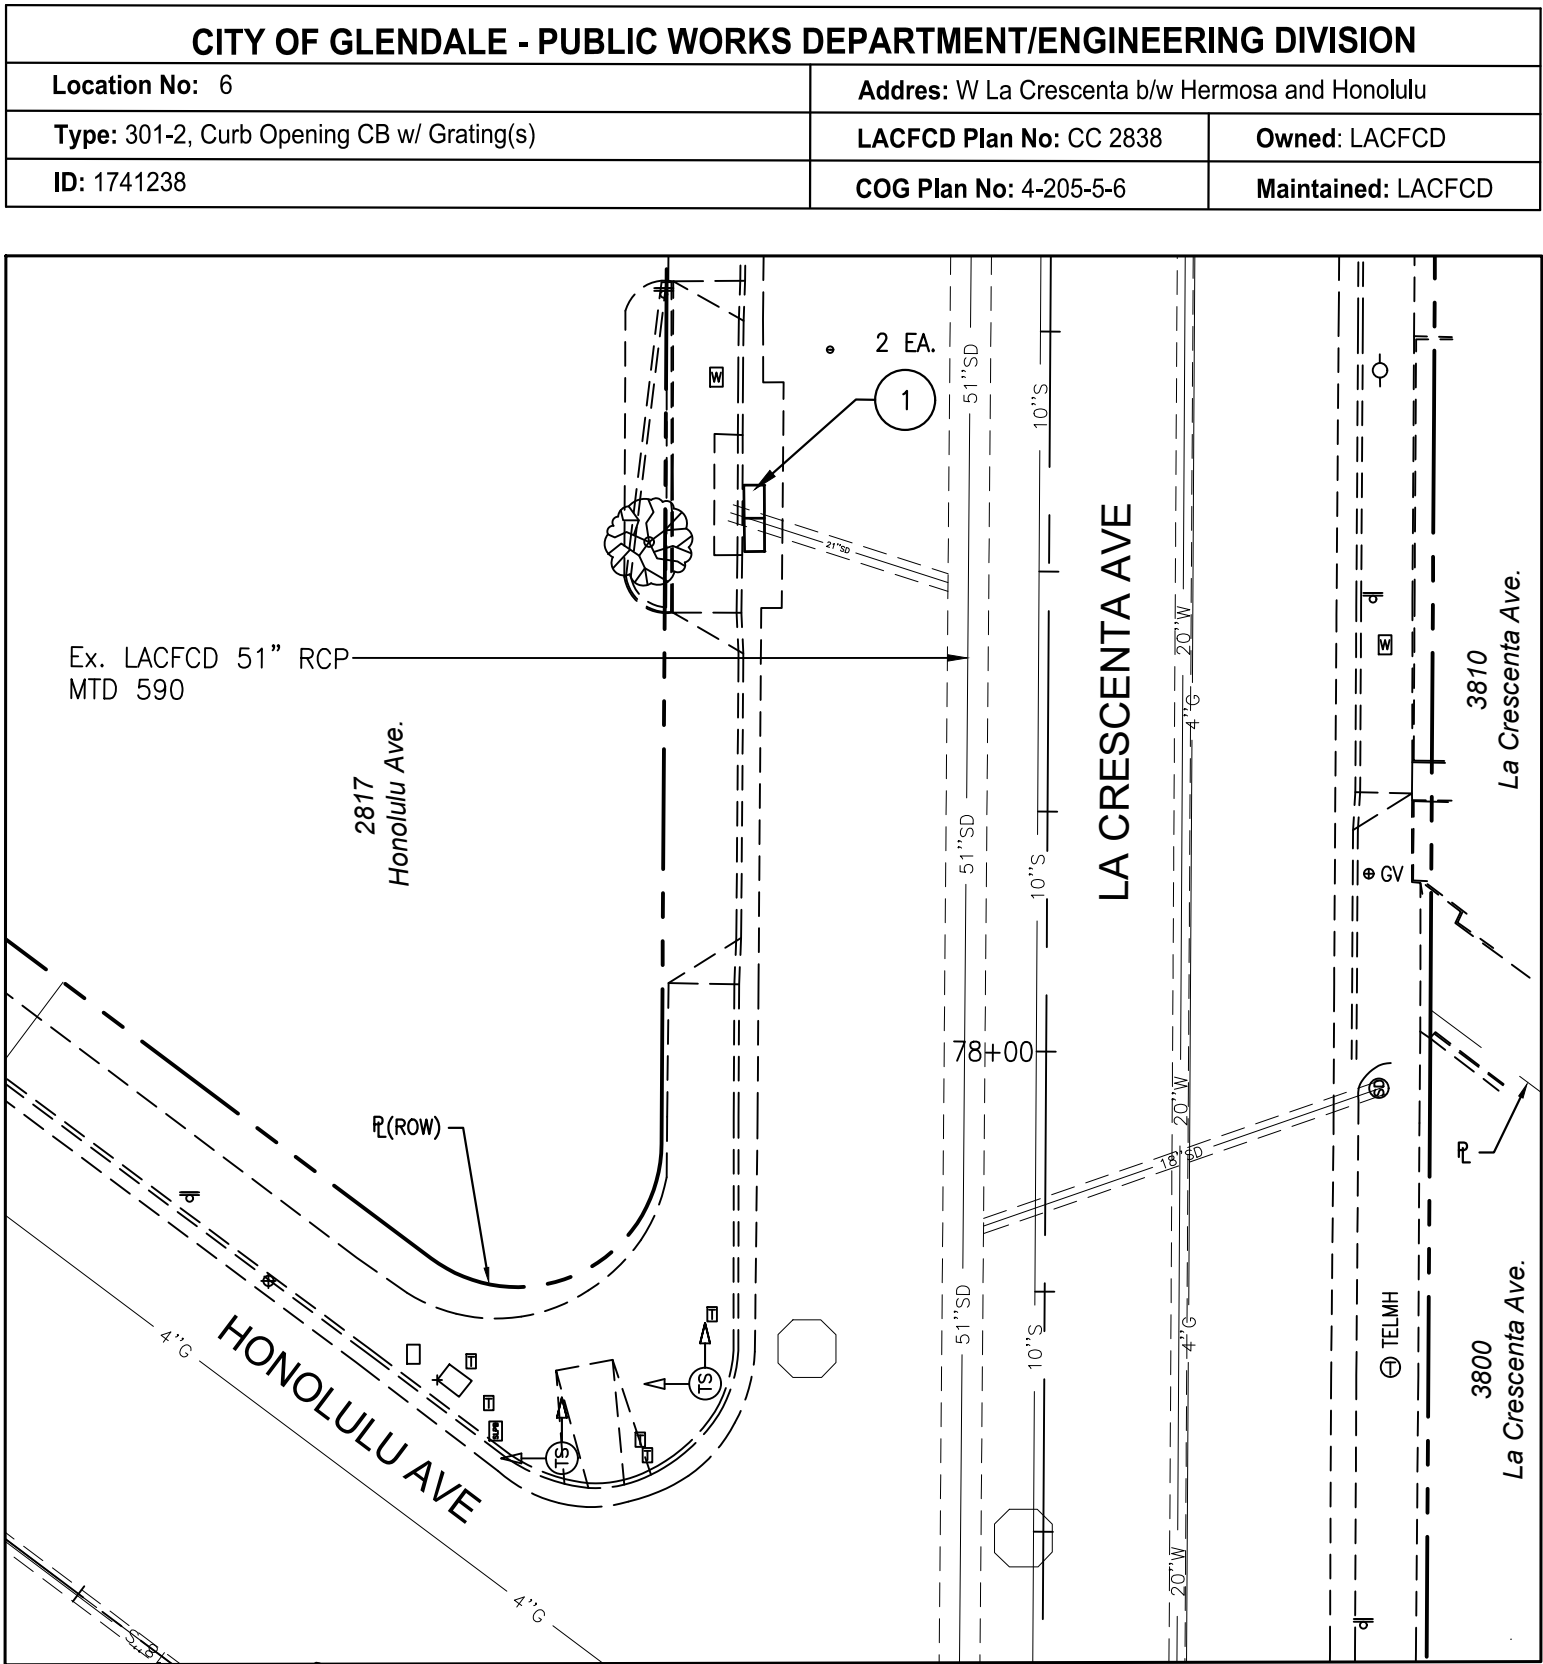 CITY OF GLENDALE - PUBLIC WORKS DEPARTMENT/ENGINEERING DIVISION
Location No: 6
Addres: W La Crescenta b/w Hermosa and Honolulu
Type: 301-2, Curb Opening CB w/ Grating(s)
LACFCD Plan No: CC 2838
Owned: LACFCD
ID: 1741238
COG Plan No: 4-205-5-6
Maintained: LACFCD
2 EA.
1
W
51"SD
10"S
21"SD
LA CRESCENTA AVE
Ex. LACFCD 51" RCP
MTD 590
20"W
4"G
W
3810
La Crescenta Ave.
2817
Honolulu Ave.
51"SD
10"S
GV
78+00
20"W
SD
18"SD
PL(ROW)
PL
4"G
HONOLULU AVE
T
T
T
SLPB
TS
TS
T
T
51"SD
10"S
4"G
T TELMH
3800
La Crescenta Ave.
20"W
4"G